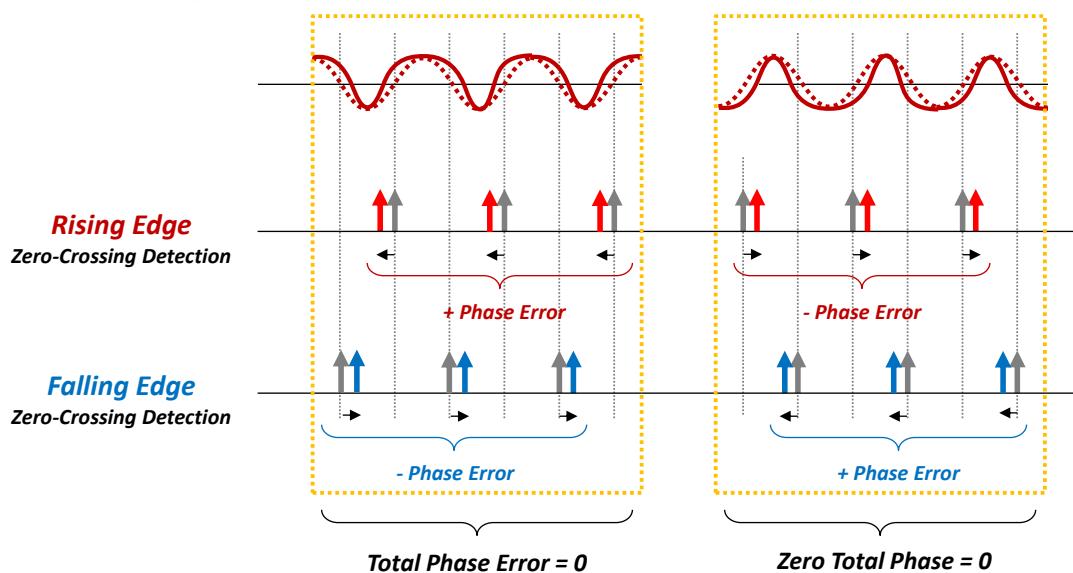 Rising Edge
Zero-Crossing Detection
+ Phase Error
- Phase Error
Falling Edge
Zero-Crossing Detection
- Phase Error
+ Phase Error
Total Phase Error = 0
Zero Total Phase = 0